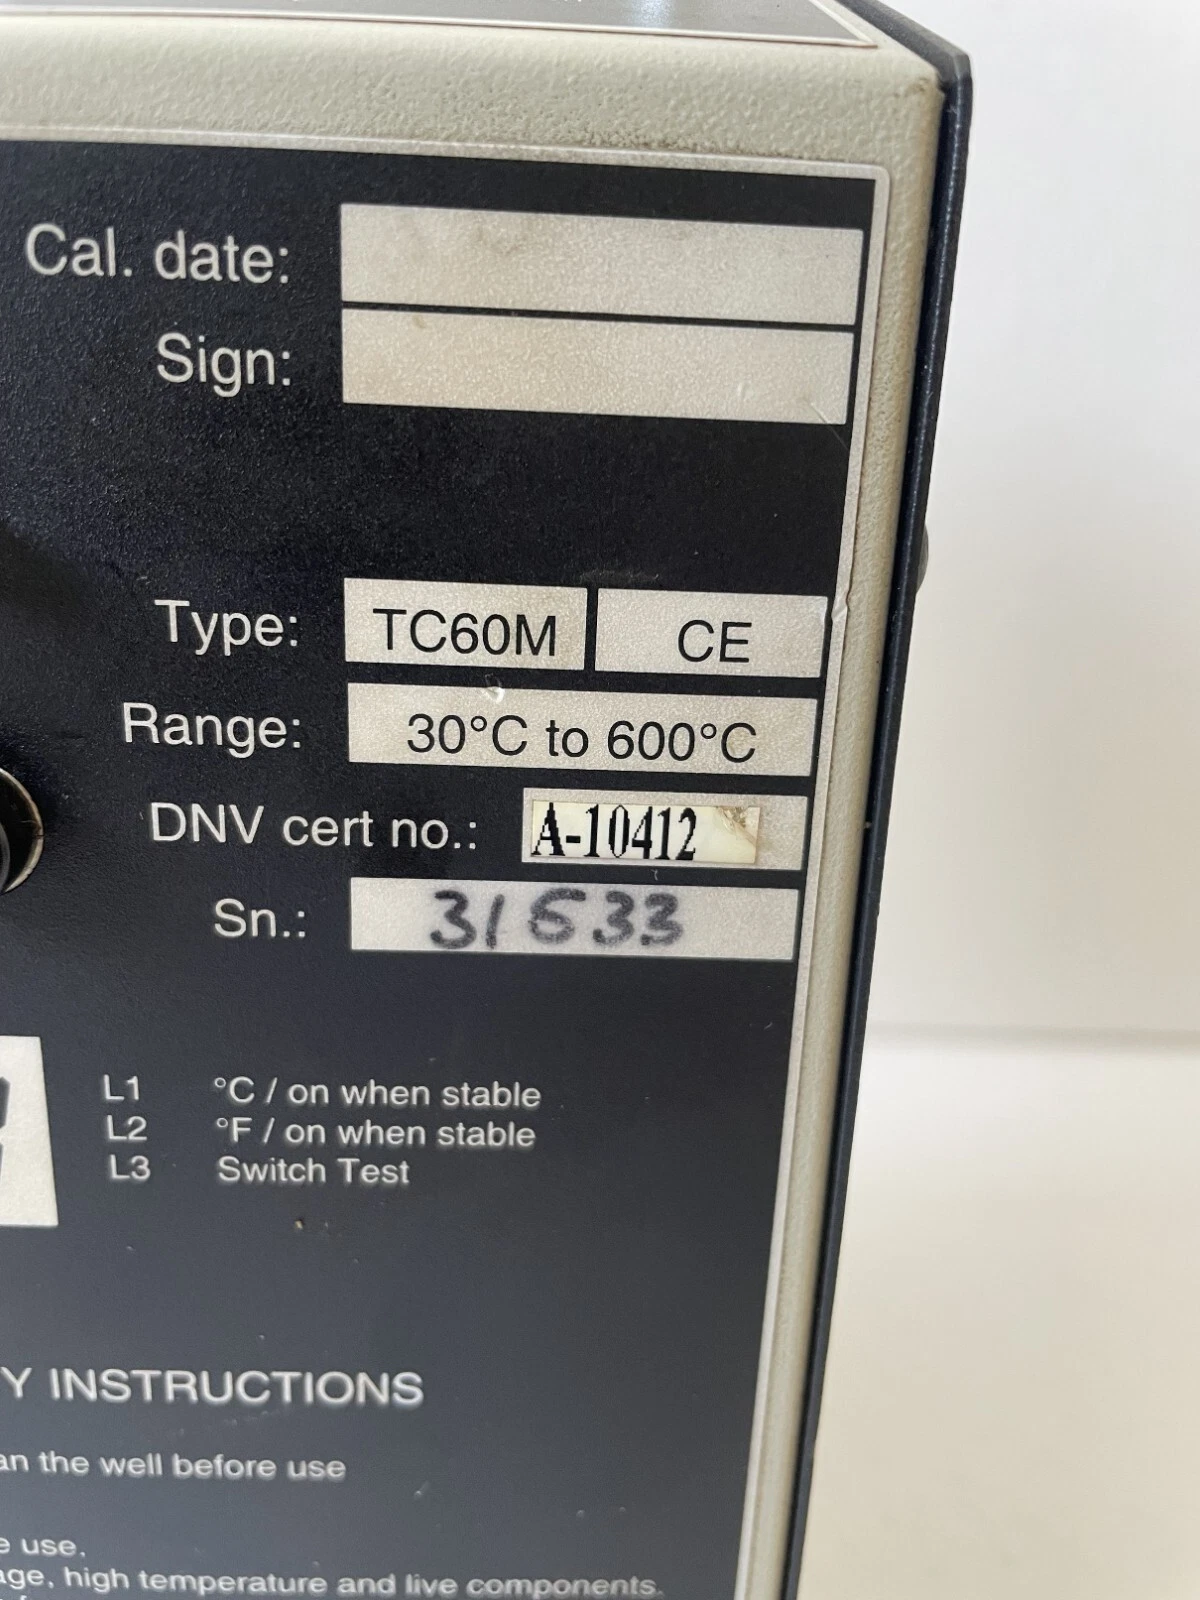 Cal. date:
Sign:
Type: TC60M CE
Range: 30°C to 600°C
DNV cert no.: A-10412
Sn.: 31633
L1 °C / on when stable
L2 °F / on when stable
L3 Switch Test
Y INSTRUCTIONS
an the well before use
e use.
age, high temperature and live components.